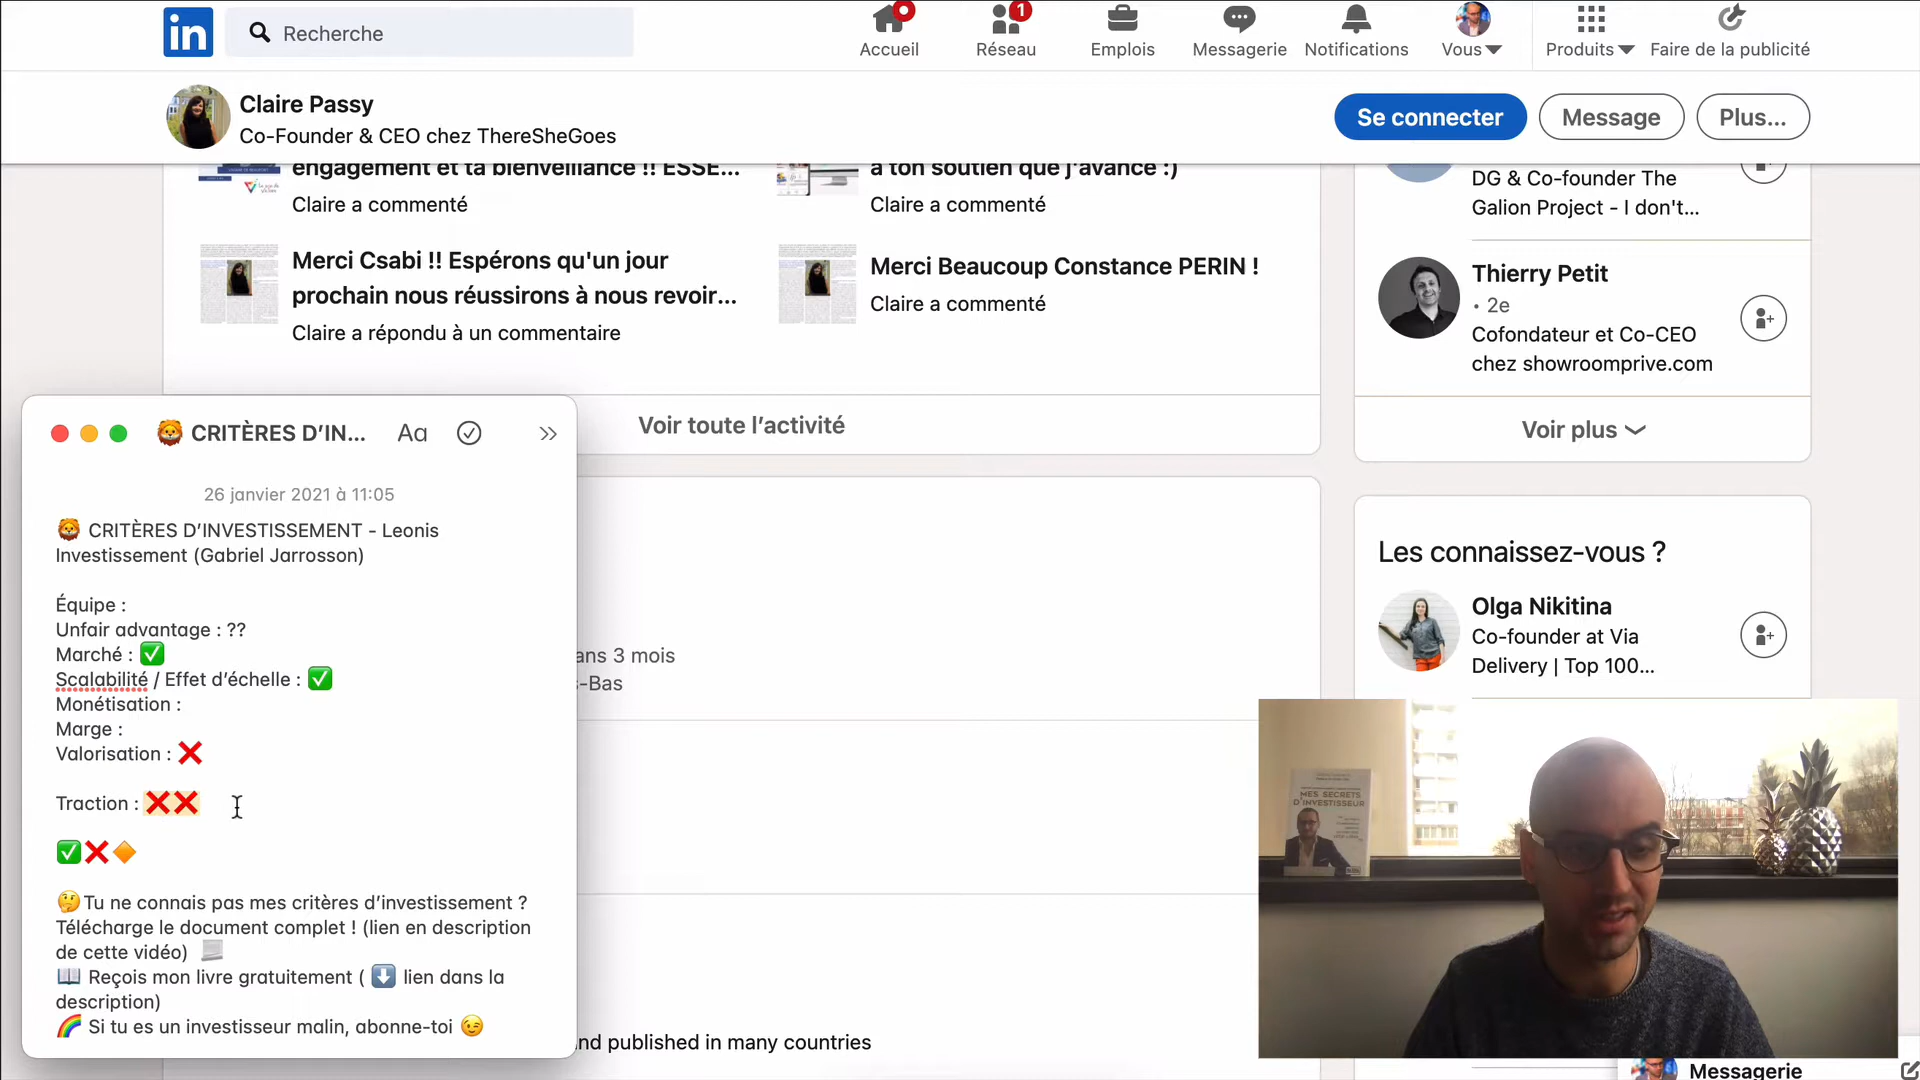 in
Recherche
Accueil
1
Réseau
Emplois
Messagerie
Notifications
Vous
Produits
Faire de la publicité
Claire Passy
Co-Founder & CEO chez ThereSheGoes
Se connecter
Message
Plus...
engagement et ta bienveillance !! ESSE...
Claire a commenté
à ton soutien que j'avance :)
Claire a commenté
Merci Csabi !! Espérons qu'un jour
prochain nous réussirons à nous revoir...
Claire a répondu à un commentaire
Merci Beaucoup Constance PERIN !
Claire a commenté
Voir toute l'activité
DG & Co-founder The
Galion Project - I don't...
Thierry Petit
• 2e
Cofondateur et Co-CEO
chez showroomprive.com
Voir plus
Les connaissez-vous ?
Olga Nikitina
Co-founder at Via
Delivery | Top 100...
🦁 CRITÈRES D'IN...
Aa
26 janvier 2021 à 11:05
🦁 CRITÈRES D'INVESTISSEMENT - Leonis
Investissement (Gabriel Jarrosson)
Équipe :
Unfair advantage : ??
Marché : ✅
Scalabilité / Effet d'échelle : ✅
Monétisation :
Marge :
Valorisation : ❌
Traction : ❌❌
✅❌🔶
🤔Tu ne connais pas mes critères d'investissement ?
Télécharge le document complet ! (lien en description
de cette vidéo) 📜
📖 Reçois mon livre gratuitement ( ⬇️ lien dans la
description)
🌈 Si tu es un investisseur malin, abonne-toi 😉
ans 3 mois
s-Bas
nd published in many countries
MES SECRETS
D'INVESTISSEUR
Messagerie